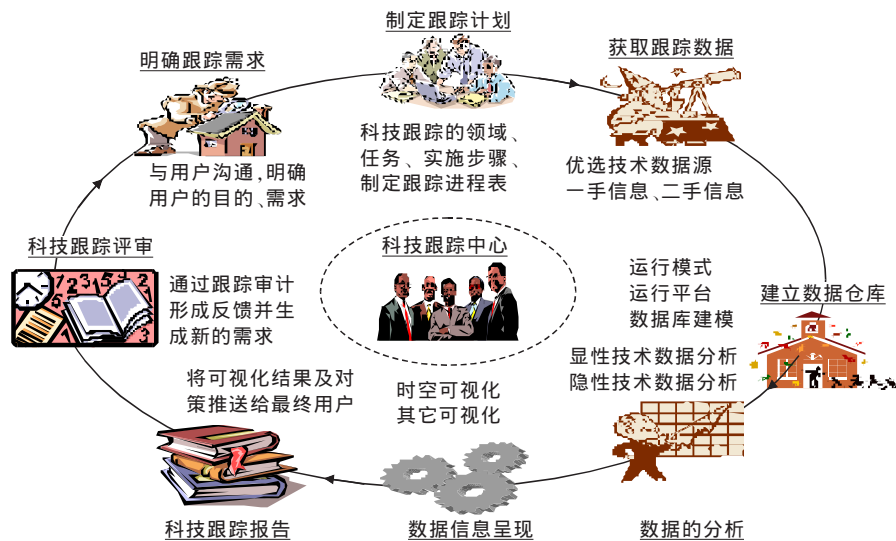 制定跟踪计划
科技跟踪的领域、
任务、实施步骤、
制定跟踪进程表
明确跟踪需求
与用户沟通,明确
用户的目的、需求
获取跟踪数据
优选技术数据源
一手信息、二手信息
科技跟踪评审
通过跟踪审计
形成反馈并生
成新的需求
科技跟踪中心
运行模式
运行平台
数据库建模
建立数据仓库
显性技术数据分析
隐性技术数据分析
将可视化结果及对
策推送给最终用户
时空可视化
其它可视化
科技跟踪报告
数据信息呈现
数据的分析